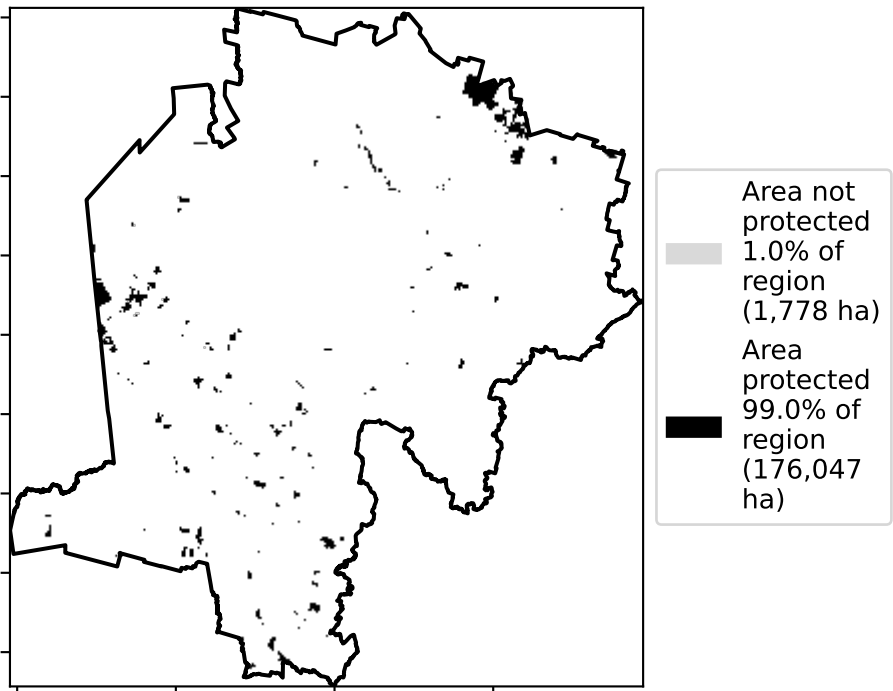 Area not
protected
1.0% of
region
(1,778 ha)
Area
protected
99.0% of
region
(176,047
ha)